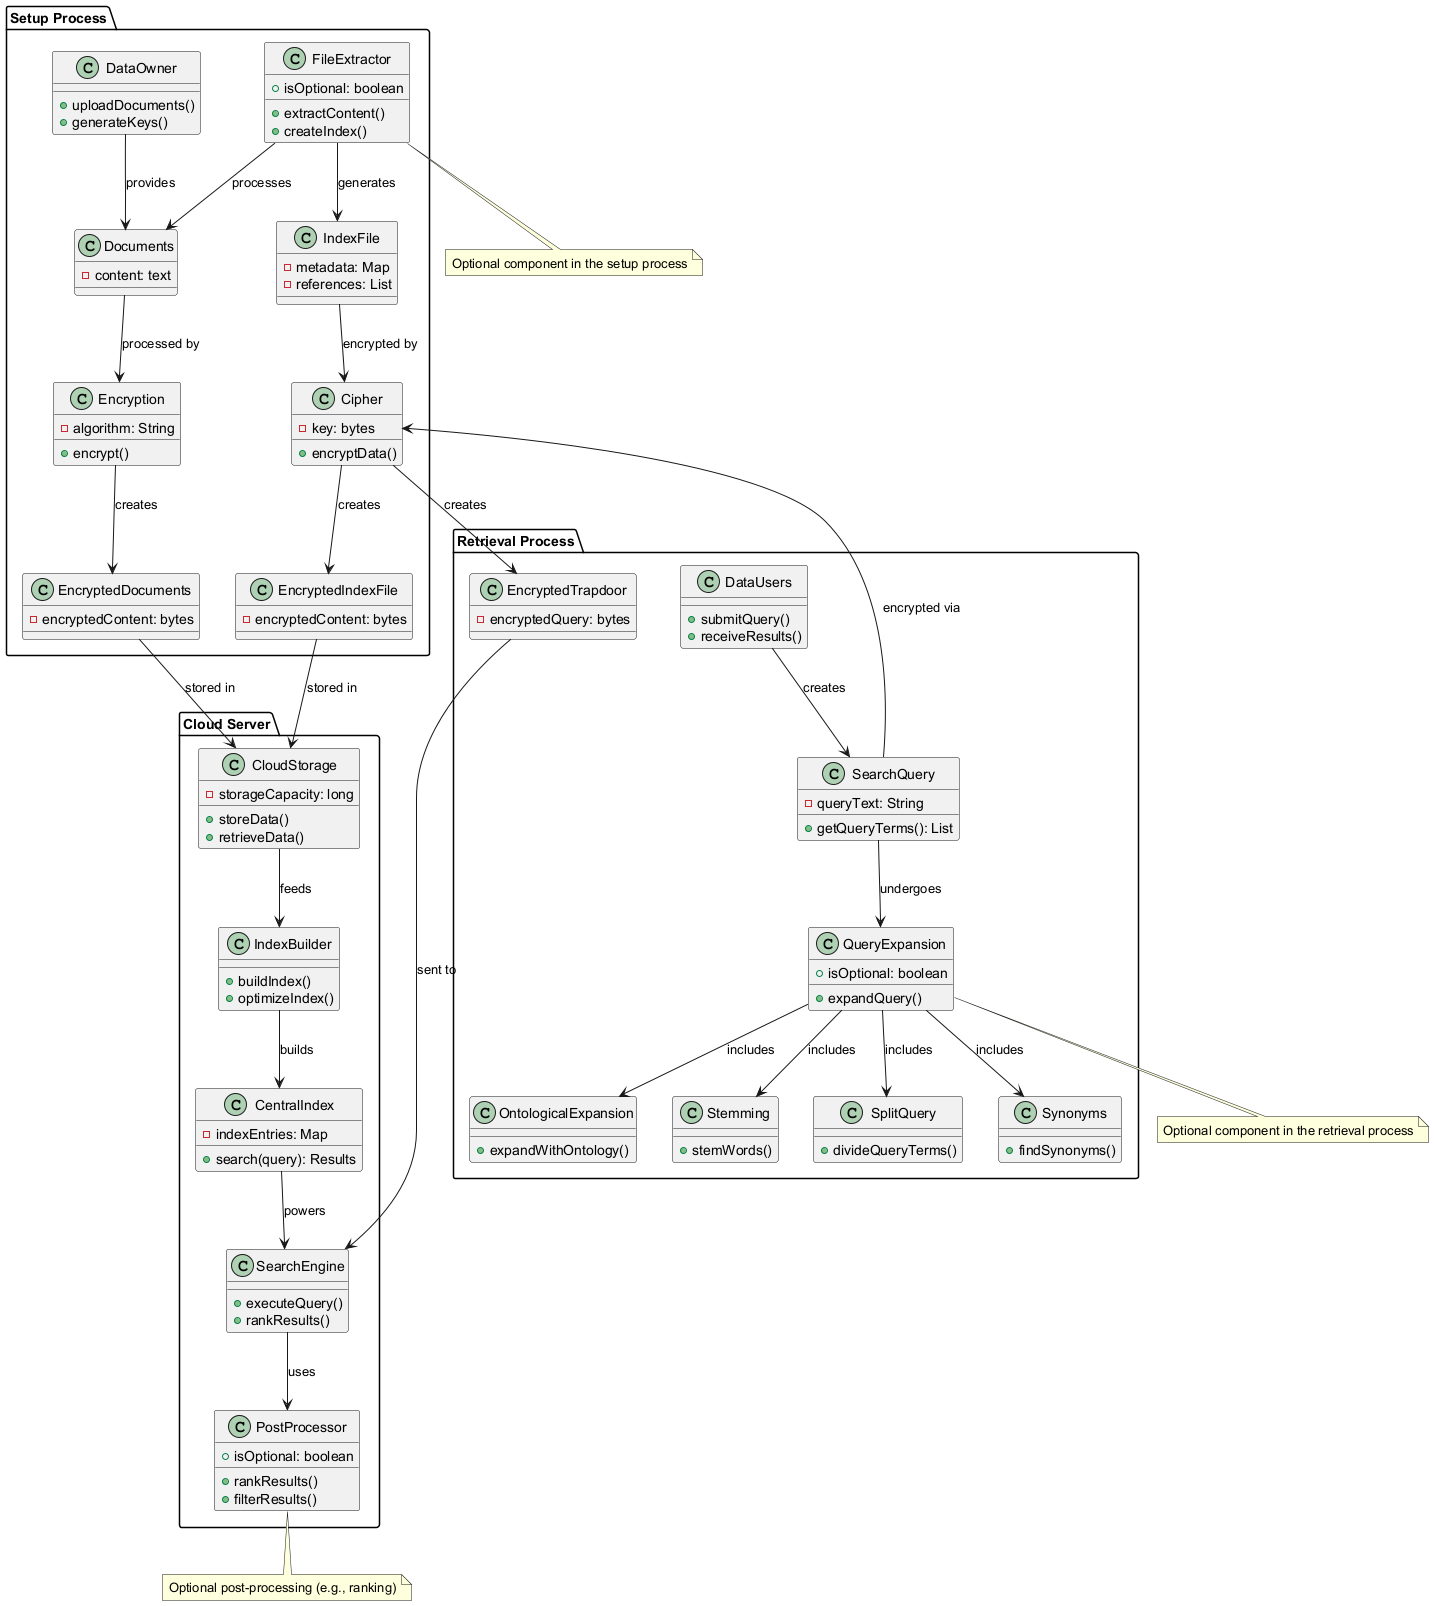 Setup Process
C DataOwner
uploadDocuments()
generateKeys()
C FileExtractor
isOptional: boolean
extractContent()
createIndex()
provides
processes
generates
C Documents
content: text
C IndexFile
metadata: Map
references: List
Optional component in the setup process
processed by
encrypted by
C Encryption
algorithm: String
encrypt()
C Cipher
key: bytes
encryptData()
creates
creates
creates
C EncryptedDocuments
encryptedContent: bytes
C EncryptedIndexFile
encryptedContent: bytes
Retrieval Process
C EncryptedTrapdoor
encryptedQuery: bytes
C DataUsers
submitQuery()
receiveResults()
encrypted via
stored in
stored in
creates
Cloud Server
C CloudStorage
storageCapacity: long
storeData()
retrieveData()
C SearchQuery
queryText: String
getQueryTerms(): List
feeds
undergoes
C IndexBuilder
buildIndex()
optimizeIndex()
sent to
C QueryExpansion
isOptional: boolean
expandQuery()
builds
includes
includes
includes
includes
C CentralIndex
indexEntries: Map
search(query): Results
C OntologicalExpansion
expandWithOntology()
C Stemming
stemWords()
C SplitQuery
divideQueryTerms()
C Synonyms
findSynonyms()
Optional component in the retrieval process
powers
C SearchEngine
executeQuery()
rankResults()
uses
C PostProcessor
isOptional: boolean
rankResults()
filterResults()
Optional post-processing (e.g., ranking)